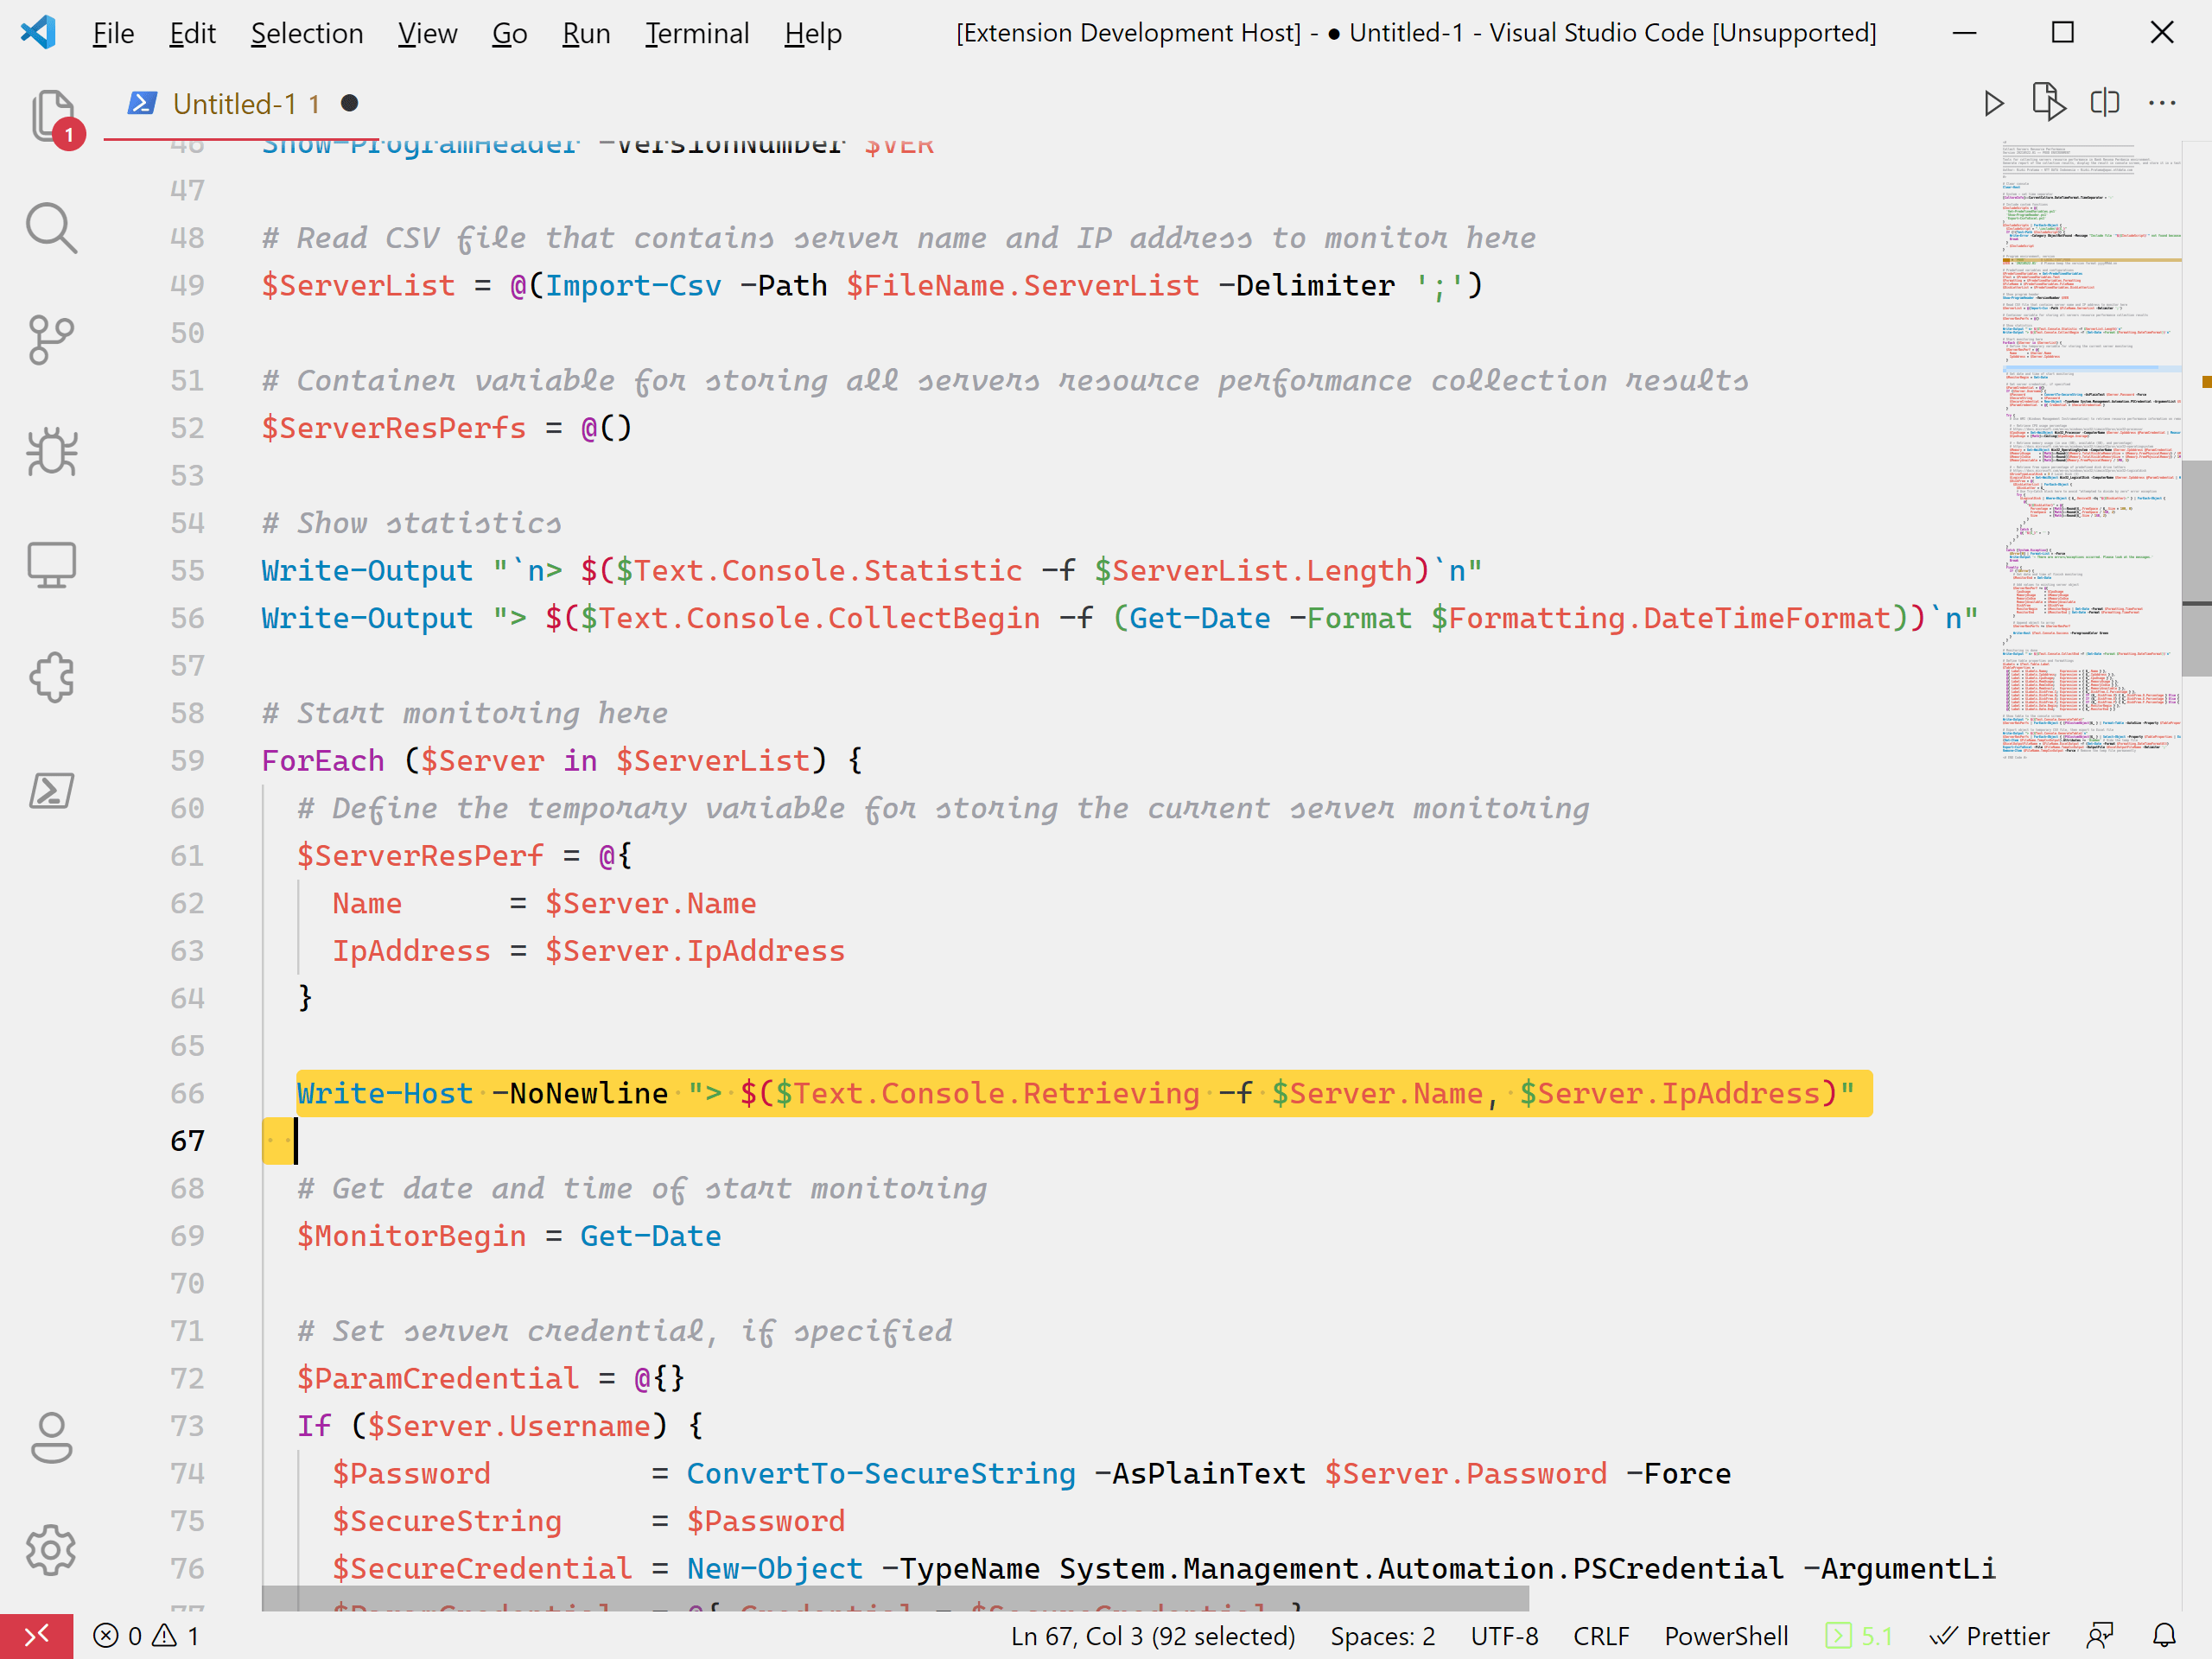 File Edit Selection View Go Run Terminal Help [Extension Development Host] - ● Untitled-1 - Visual Studio Code [Unsupported]
Untitled-1 1 ●
1
46 Show-ProgramHeader -VersionNumber $VER
47
48 # Read CSV file that contains server name and IP address to monitor here
49 $ServerList = @(Import-Csv -Path $FileName.ServerList -Delimiter ';')
50
51 # Container variable for storing all servers resource performance collection results
52 $ServerResPerfs = @()
53
54 # Show statistics
55 Write-Output "`n> $($Text.Console.Statistic -f $ServerList.Length)`n"
56 Write-Output "> $($Text.Console.CollectBegin -f (Get-Date -Format $Formatting.DateTimeFormat))`n"
57
58 # Start monitoring here
59 ForEach ($Server in $ServerList) {
60 # Define the temporary variable for storing the current server monitoring
61 $ServerResPerf = @{
62 Name = $Server.Name
63 IpAddress = $Server.IpAddress
64 }
65
66 Write-Host -NoNewline "> $($Text.Console.Retrieving -f $Server.Name, $Server.IpAddress)"
67
68 # Get date and time of start monitoring
69 $MonitorBegin = Get-Date
70
71 # Set server credential, if specified
72 $ParamCredential = @{}
73 If ($Server.Username) {
74 $Password = ConvertTo-SecureString -AsPlainText $Server.Password -Force
75 $SecureString = $Password
76 $SecureCredential = New-Object -TypeName System.Management.Automation.PSCredential -ArgumentLi
77 $ParamCredential = @{ Credential = $SecureCredential }
0 1 Ln 67, Col 3 (92 selected) Spaces: 2 UTF-8 CRLF PowerShell 5.1 Prettier